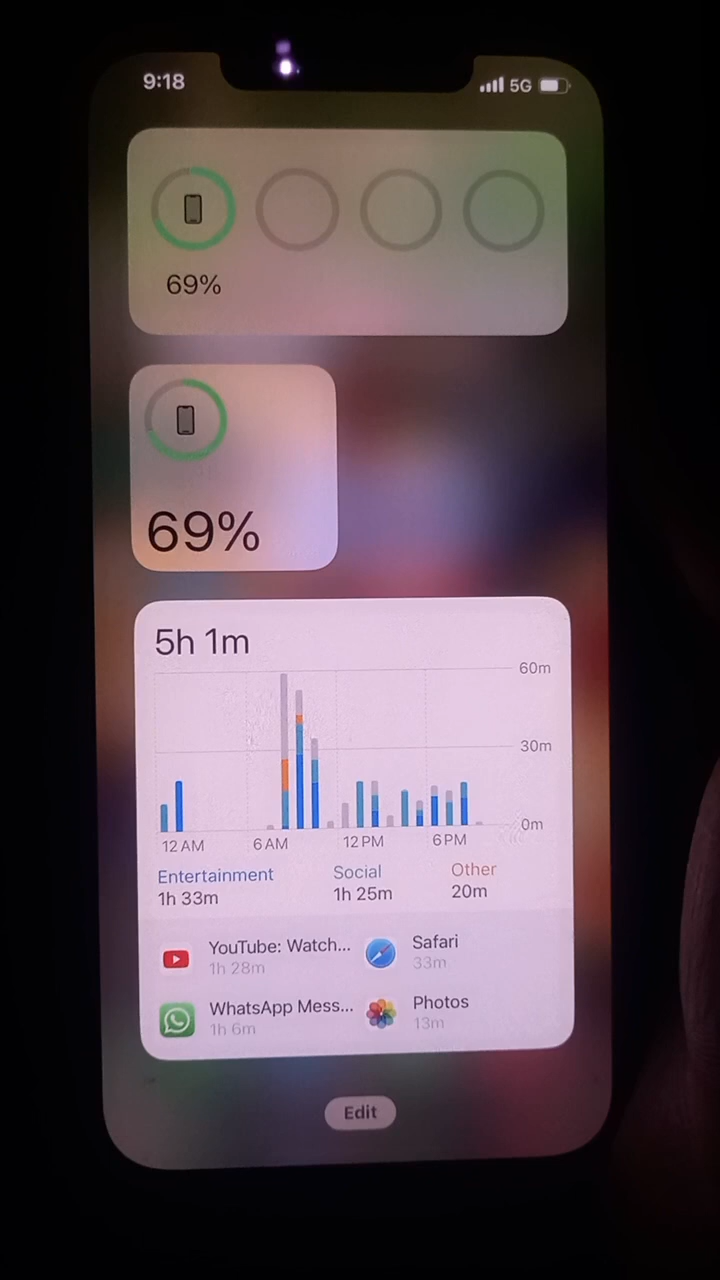 9:18 5G
69%
69%
5h 1m
60m
30m
0m
12 AM 6 AM 12 PM 6 PM
Entertainment Social Other
1h 33m 1h 25m 20m
YouTube: Watch... Safari
1h 28m 33m
WhatsApp Mess... Photos
1h 6m 13m
Edit